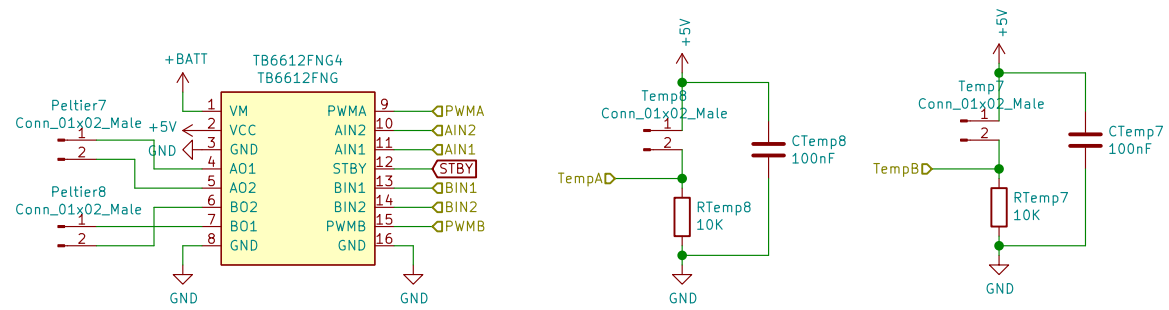 +BATT
TB6612FNG4
TB6612FNG
Peltier7
Conn_01x02_Male
1
2
+5V
GND
Peltier8
Conn_01x02_Male
1
2
1 VM
2 VCC
3 GND
4 AO1
5 AO2
6 BO2
7 BO1
8 GND
PWMA 9 PWMA
AIN2 10 AIN2
AIN1 11 AIN1
STBY 12 STBY
BIN1 13 BIN1
BIN2 14 BIN2
PWMB 15 PWMB
GND 16
GND
GND
+5V
Temp8
Conn_01x02_Male
1
2
CTemp8
100nF
TempA
RTemp8
10K
GND
+5V
Temp7
Conn_01x02_Male
1
2
CTemp7
100nF
TempB
RTemp7
10K
GND